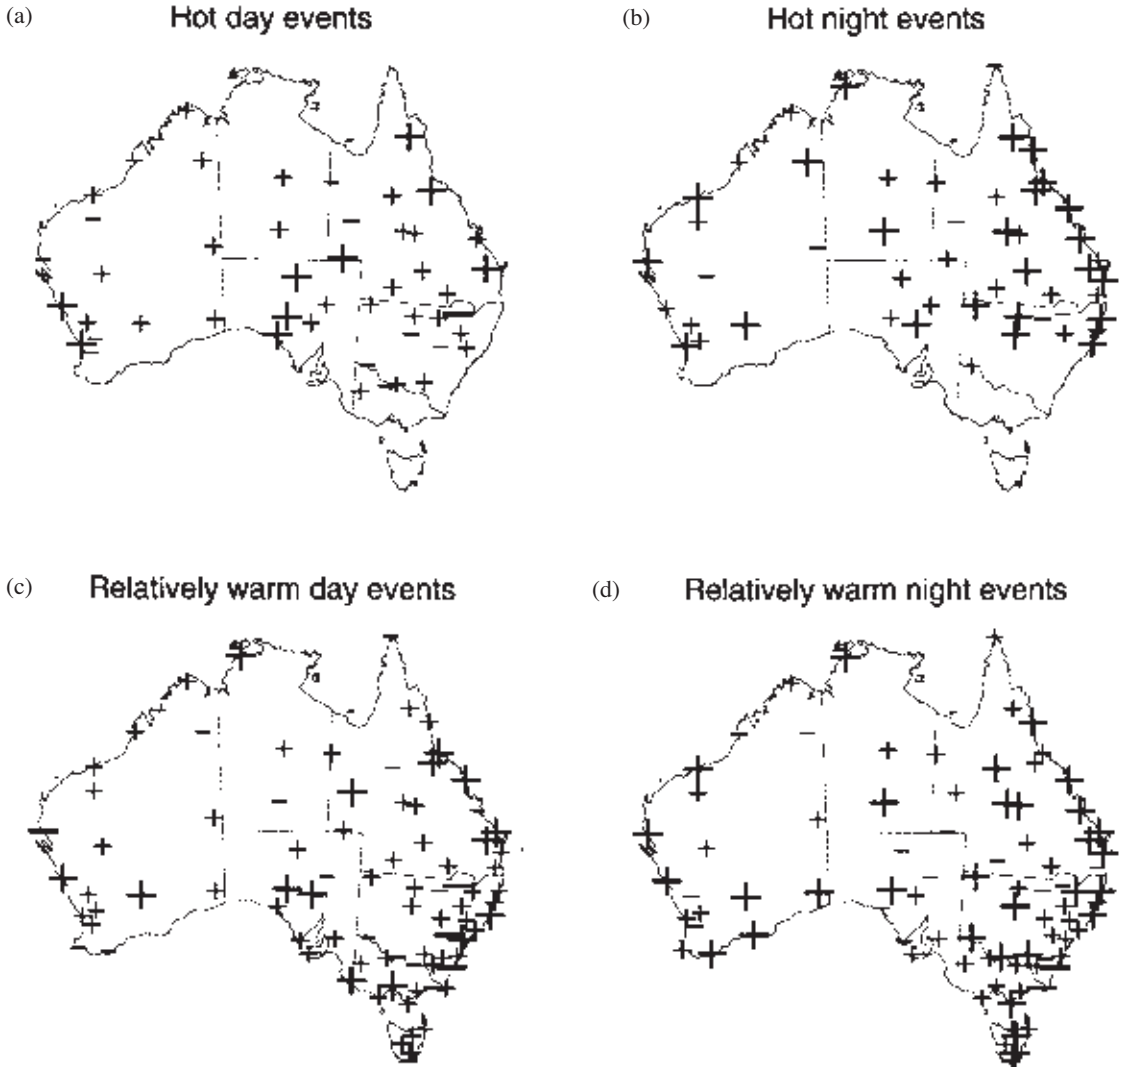 (a) Hot day events
(b) Hot night events
(c) Relatively warm day events
(d) Relatively warm night events